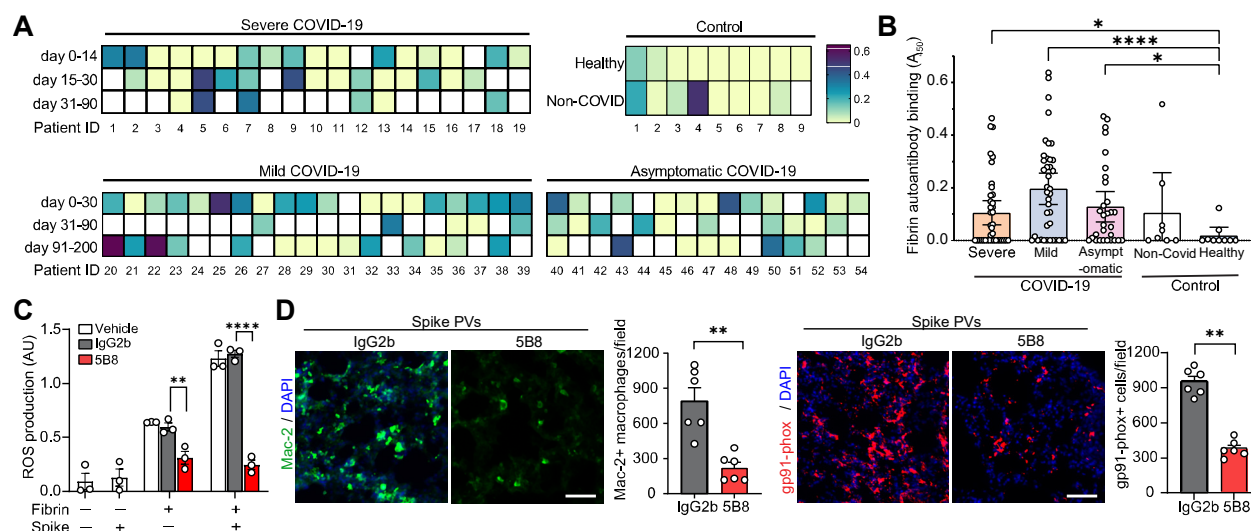 A
Severe COVID-19
day 0-14
day 15-30
day 31-90
Patient ID
1 2 3 4 5 6 7 8 9 10 11 12 13 14 15 16 17 18 19
Control
Healthy
Non-COVID
1 2 3 4 5 6 7 8 9
0.6
0.4
0.2
0
Mild COVID-19
day 0-30
day 31-90
day 91-200
Patient ID
20 21 22 23 24 25 26 27 28 29 30 31 32 33 34 35 36 37 38 39
Asymptomatic COVID-19
40 41 42 43 44 45 46 47 48 49 50 51 52 53 54
B
Fibrin autoantibody binding (A50)
0.6
0.4
0.2
0.0
*
****
*
Severe
Mild
Asympt
-omatic
Non-Covid
Healthy
COVID-19
Control
C
ROS production (AU)
1.5
1.0
0.5
0.0
Vehicle
IgG2b
5B8
**
****
Fibrin — — + +
Spike — + — +
D
Spike PVs
IgG2b
5B8
Mac-2 / DAPI
Mac-2+ macrophages/field
1200
900
600
300
0
**
IgG2b 5B8
Spike PVs
IgG2b
5B8
gp91-phox / DAPI
gp91-phox+ cells/field
1200
900
600
300
0
**
IgG2b 5B8